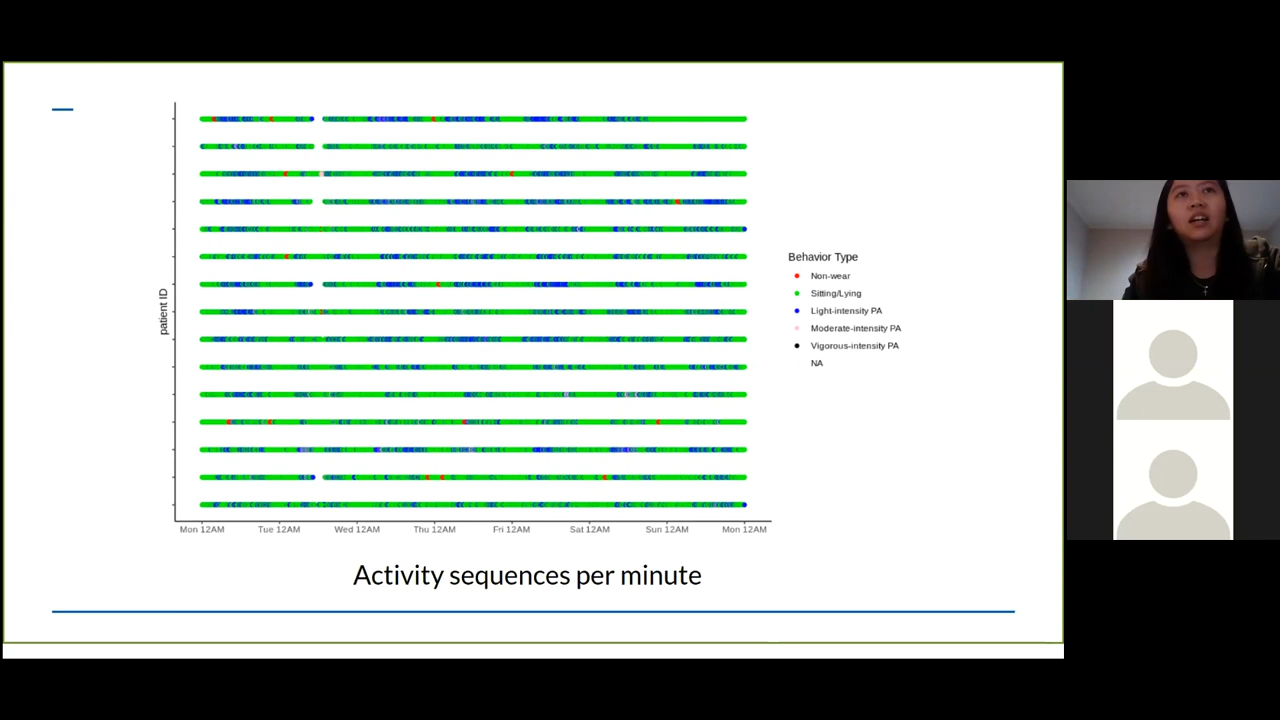 patient ID
Behavior Type
Non-wear
Sitting/Lying
Light-intensity PA
Moderate-intensity PA
Vigorous-intensity PA
NA
Mon 12AM Tue 12AM Wed 12AM Thu 12AM Fri 12AM Sat 12AM Sun 12AM Mon 12AM
Activity sequences per minute